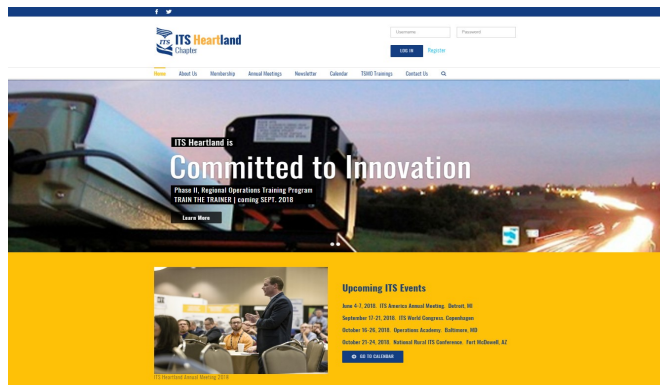 ITS
ITS Heartland
Chapter
Username
Password
LOG IN
Register
Home
About Us
Membership
Annual Meetings
Newsletter
Calendar
TSMO Trainings
Contact Us
ITS Heartland is
Committed to Innovation
Phase II, Regional Operations Training Program
TRAIN THE TRAINER | coming SEPT. 2018
Learn More
Upcoming ITS Events
June 4-7, 2018. ITS America Annual Meeting. Detroit, MI
September 17-21, 2018. ITS World Congress. Copenhagen
October 16-26, 2018. Operations Academy. Baltimore, MD
October 21-24, 2018. National Rural ITS Conference. Fort McDowell, AZ
GO TO CALENDAR
ITS Heartland Annual Meeting 2018